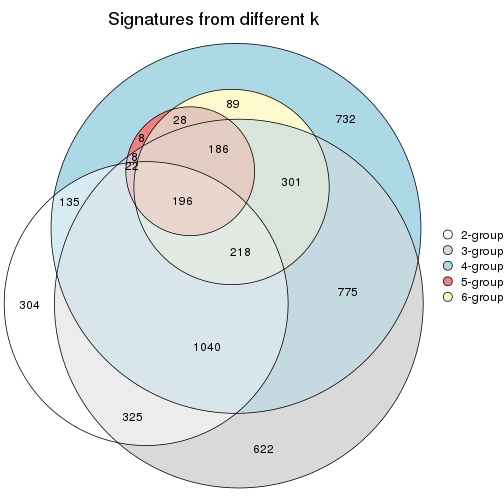 Signatures from different k
89
28
732
8
186
8
22
301
196
135
218
775
304
1040
325
622
2-group
3-group
4-group
5-group
6-group